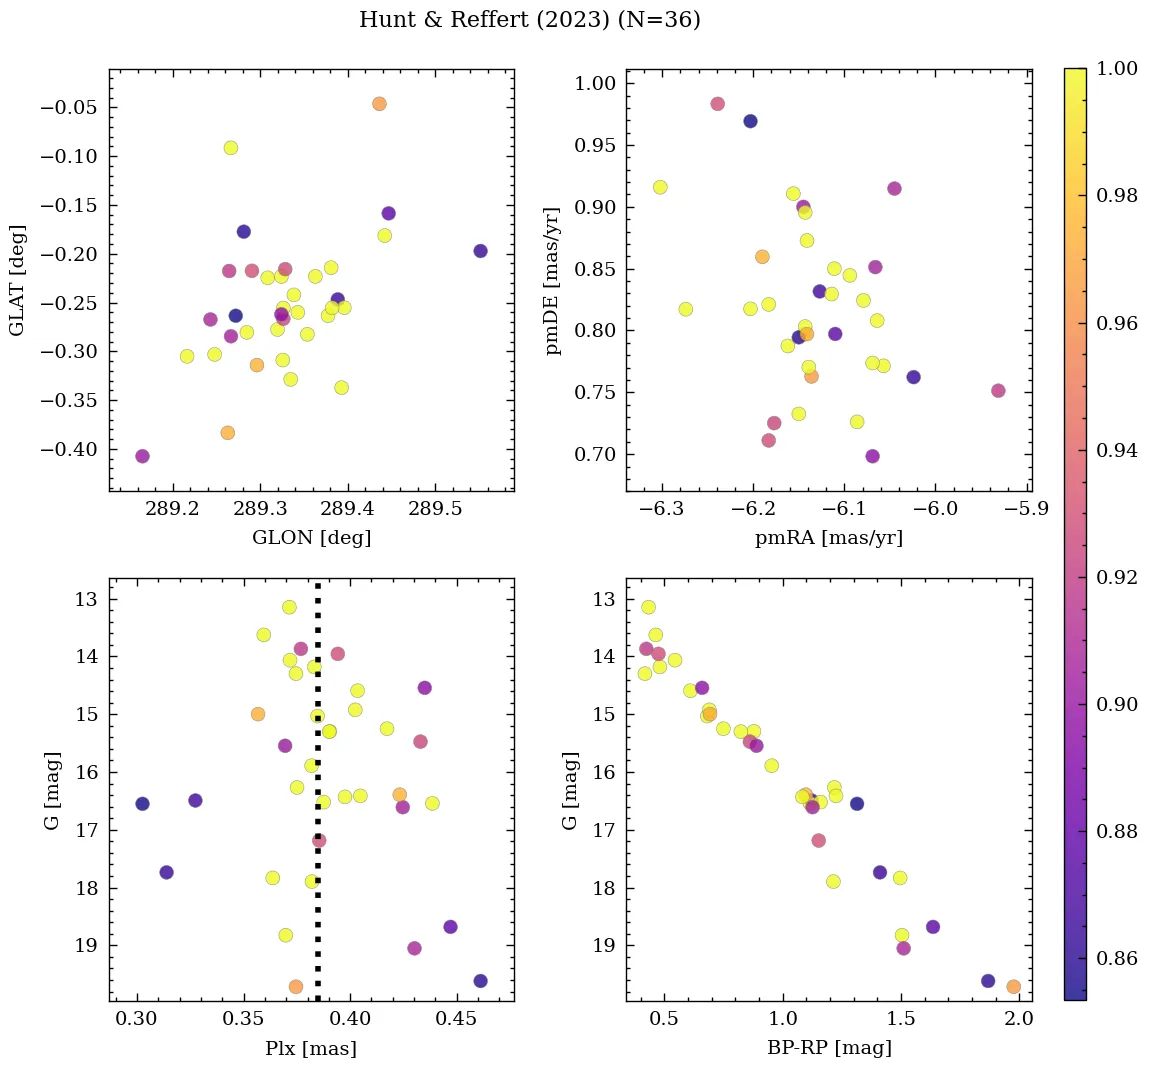 Hunt & Reffert (2023) (N=36)
GLAT [deg]
−0.05
−0.10
−0.15
−0.20
−0.25
−0.30
−0.35
−0.40
289.2 289.3 289.4 289.5
GLON [deg]
pmDE [mas/yr]
1.00
0.95
0.90
0.85
0.80
0.75
0.70
−6.3 −6.2 −6.1 −6.0 −5.9
pmRA [mas/yr]
G [mag]
13
14
15
16
17
18
19
0.30 0.35 0.40 0.45
Plx [mas]
G [mag]
13
14
15
16
17
18
19
0.5 1.0 1.5 2.0
BP-RP [mag]
1.00
0.98
0.96
0.94
0.92
0.90
0.88
0.86